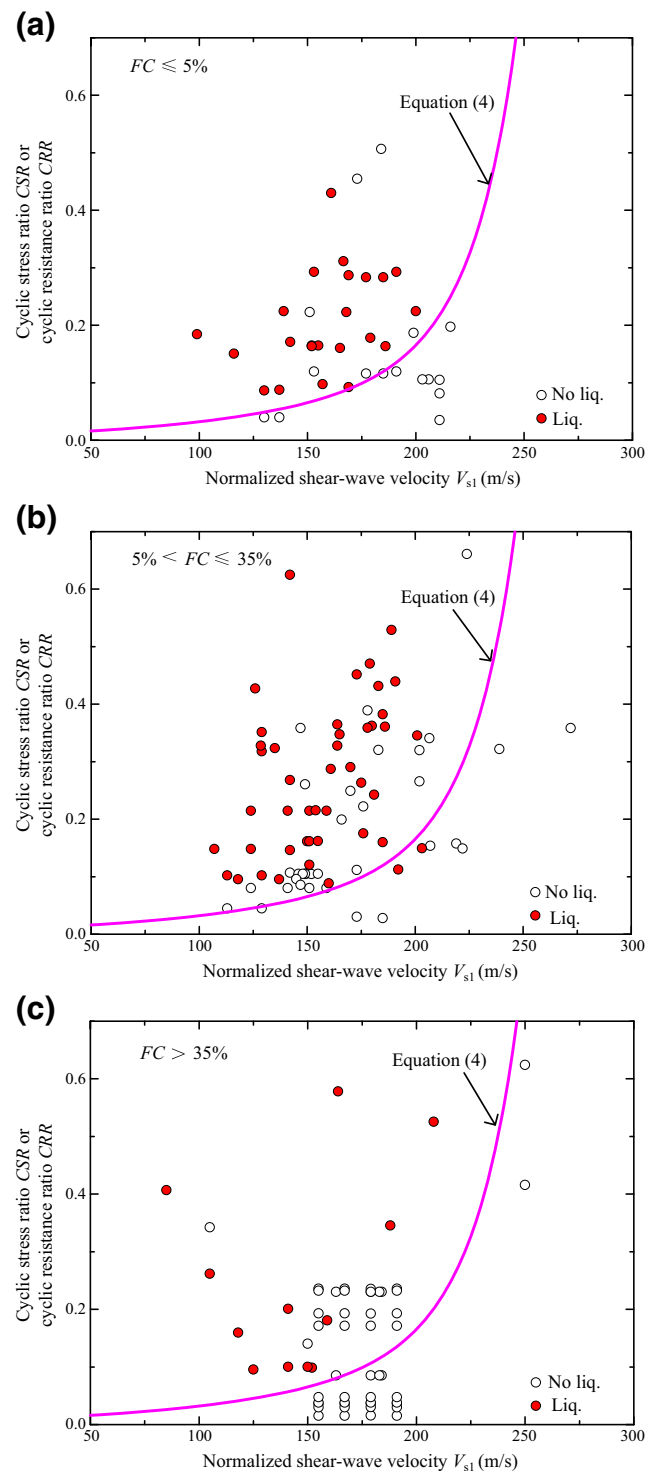 (a)
FC ≤ 5%
Equation (4)
Cyclic stress ratio CSR or
cyclic resistance ratio CRR
0.6
0.4
0.2
0.0
No liq.
Liq.
50 100 150 200 250 300
Normalized shear-wave velocity Vs1 (m/s)
(b)
5% < FC ≤ 35%
Equation (4)
Cyclic stress ratio CSR or
cyclic resistance ratio CRR
0.6
0.4
0.2
0.0
No liq.
Liq.
50 100 150 200 250 300
Normalized shear-wave velocity Vs1 (m/s)
(c)
FC > 35%
Equation (4)
Cyclic stress ratio CSR or
cyclic resistance ratio CRR
0.6
0.4
0.2
0.0
No liq.
Liq.
50 100 150 200 250 300
Normalized shear-wave velocity Vs1 (m/s)